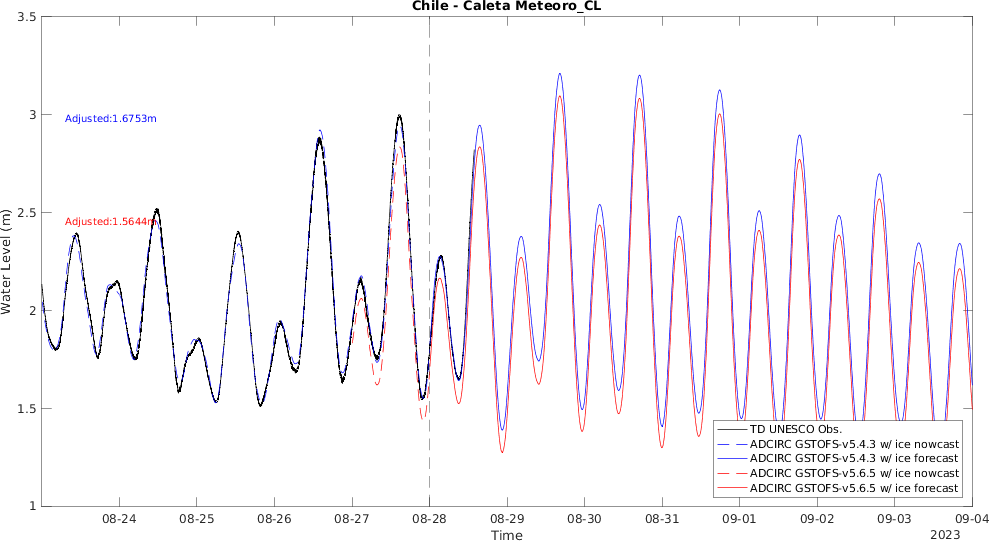 Chile - Caleta Meteoro_CL
3.5
3
2.5
2
1.5
1
Water Level (m)
Adjusted:1.6753m
Adjusted:1.5644m
TD UNESCO Obs.
ADCIRC GSTOFS-v5.4.3 w/ ice nowcast
ADCIRC GSTOFS-v5.4.3 w/ ice forecast
ADCIRC GSTOFS-v5.6.5 w/ ice nowcast
ADCIRC GSTOFS-v5.6.5 w/ ice forecast
08-24 08-25 08-26 08-27 08-28 08-29 08-30 08-31 09-01 09-02 09-03 09-04
Time
2023